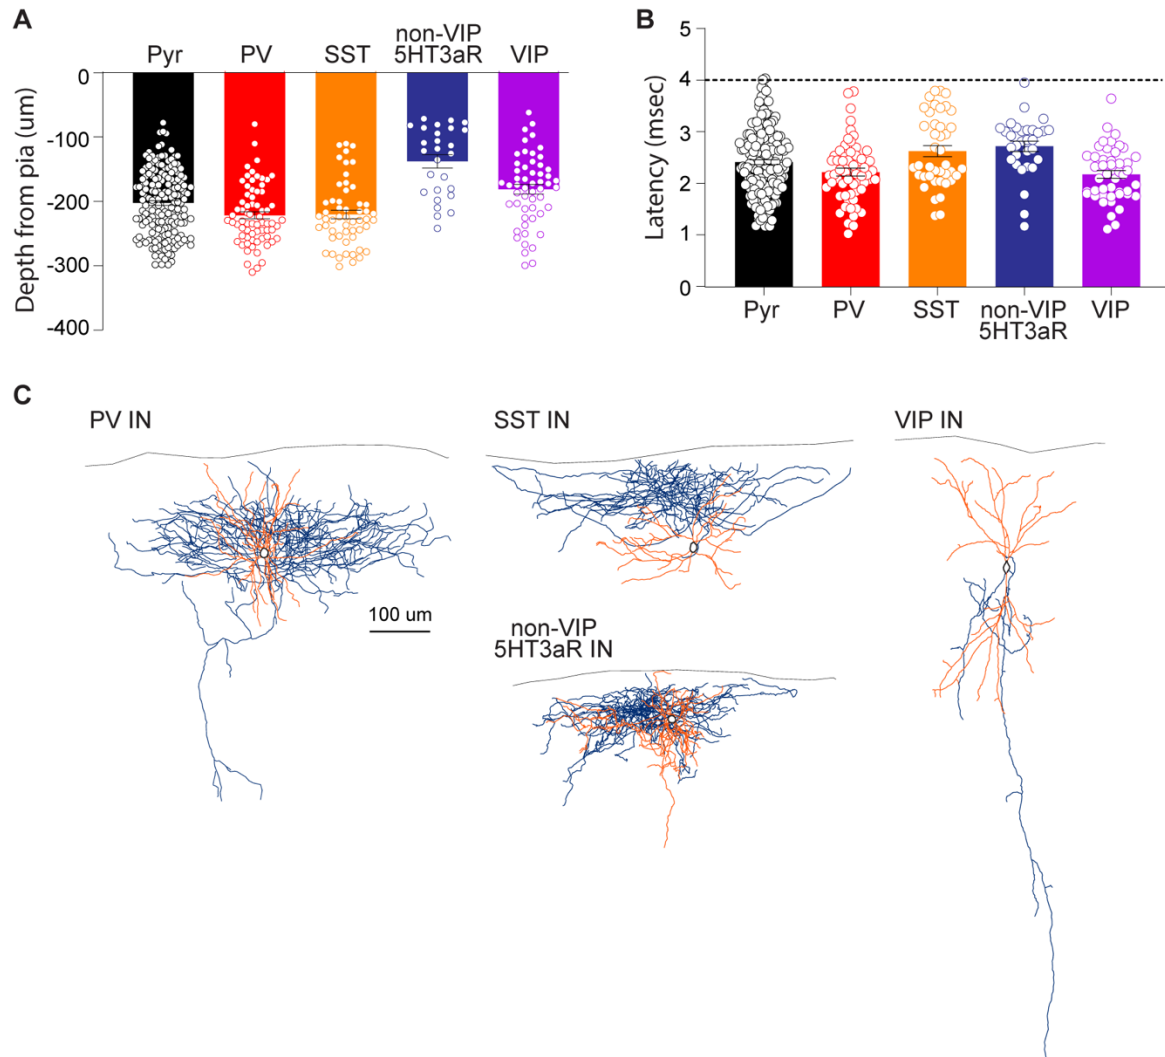 A
Pyr
PV
SST
non-VIP
5HT3aR
VIP
Depth from pia (um)
0
-100
-200
-300
-400
B
Latency (msec)
5
4
3
2
1
0
Pyr
PV
SST
non-VIP
5HT3aR
VIP
C
PV IN
SST IN
VIP IN
100 um
non-VIP
5HT3aR IN